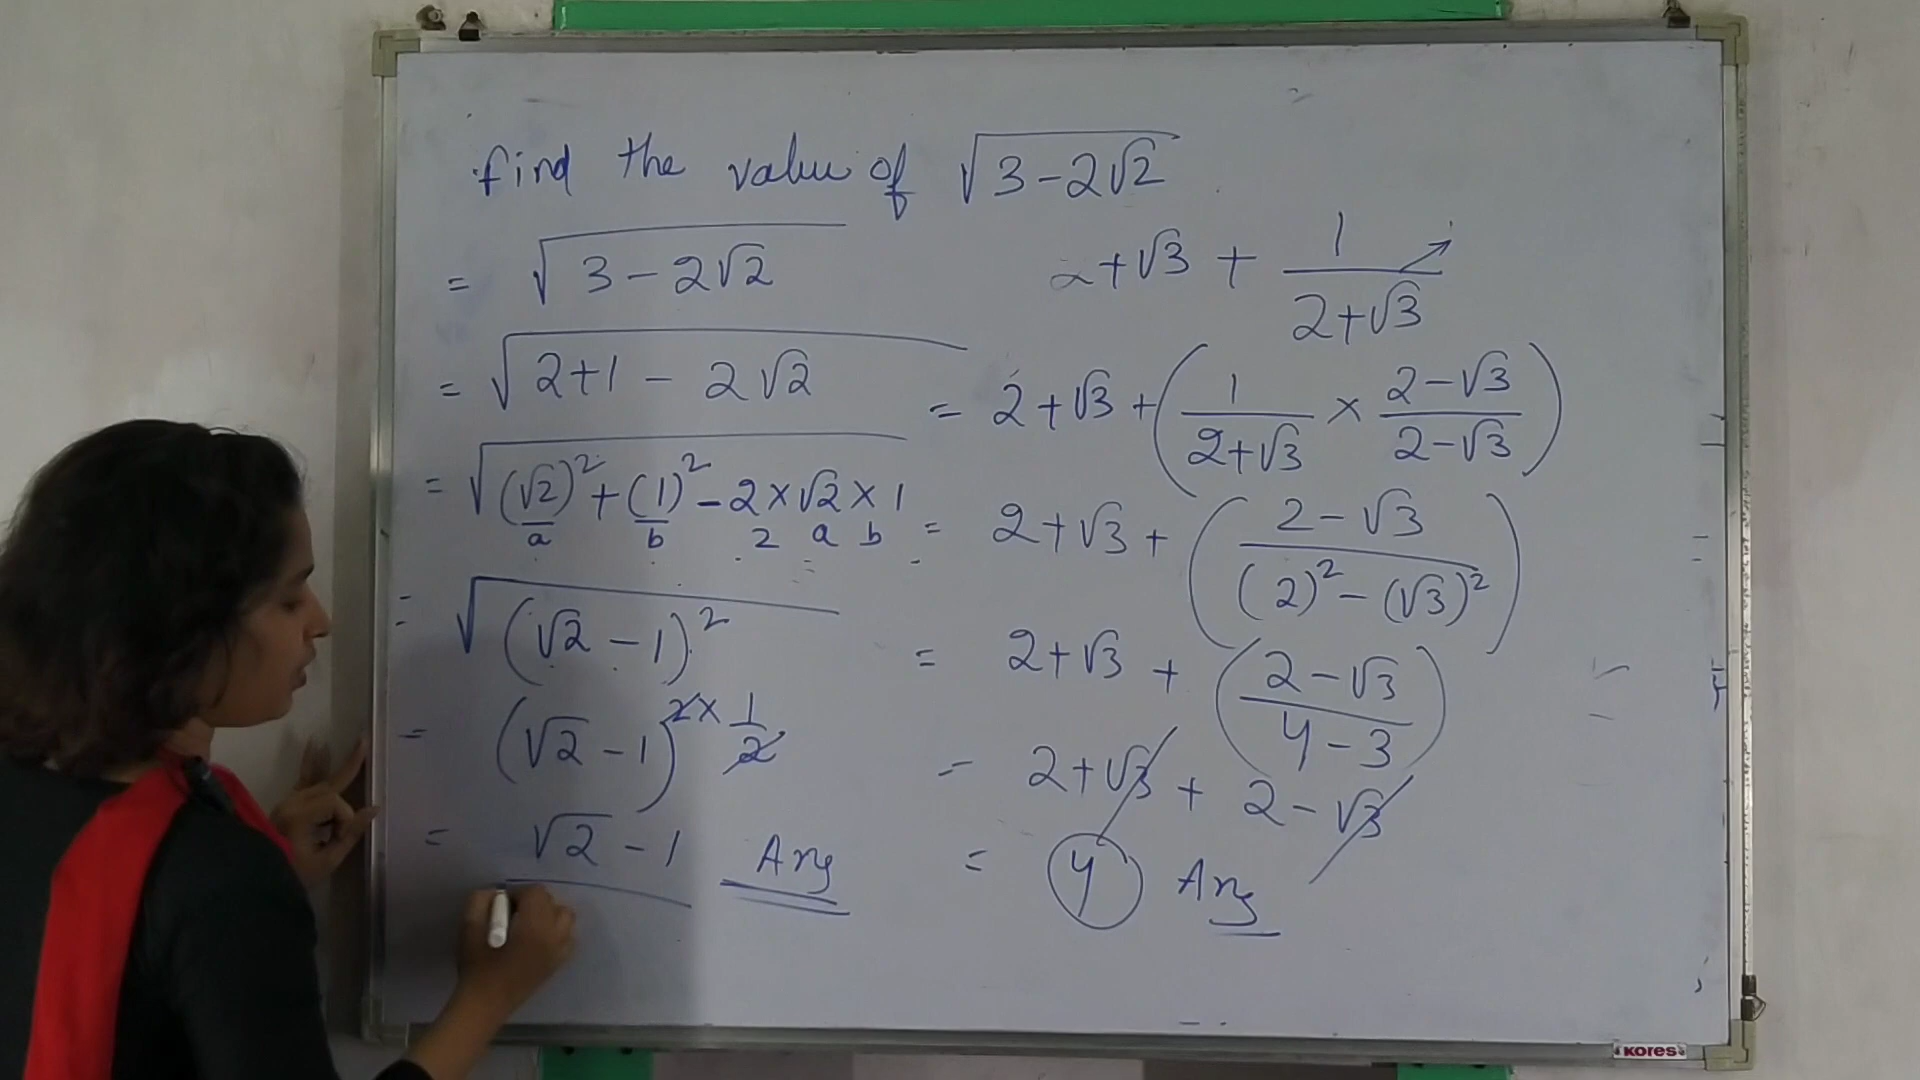 find the value of √(3-2√2)
= √(3-2√2)
= √(2+1 - 2√2)
= √((√2)² + (1)² - 2×√2×1)
a b 2 a b
= √((√2-1)²)
= (√2-1)^(2×1/2)
= √2-1 Ans
2+√3 + 1/(2+√3)
= 2+√3 + (1/(2+√3) × (2-√3)/(2-√3))
= 2+√3 + ((2-√3)/((2)²-(√3)²))
= 2+√3 + ((2-√3)/(4-3))
= 2+√3 + 2-√3
= 4 Ans
KORES